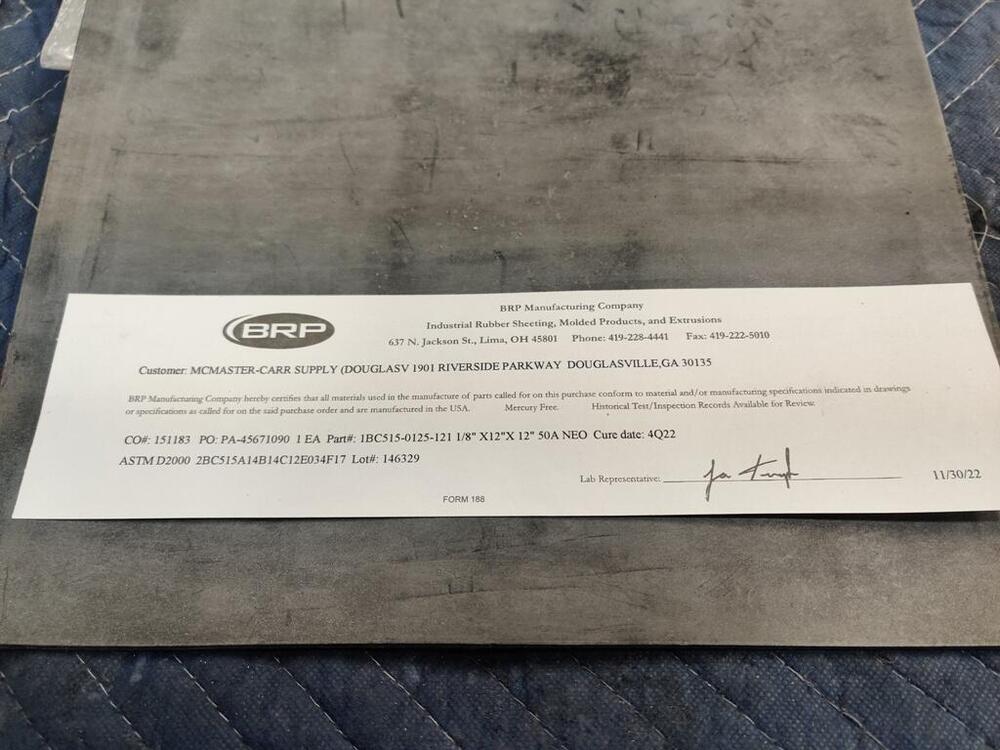 BRP
BRP Manufacturing Company
Industrial Rubber Sheeting, Molded Products, and Extrusions
637 N. Jackson St., Lima, OH 45801 Phone: 419-228-4441 Fax: 419-222-5010
Customer: MCMASTER-CARR SUPPLY (DOUGLASV 1901 RIVERSIDE PARKWAY DOUGLASVILLE,GA 30135
BRP Manufacturing Company hereby certifies that all materials used in the manufacture of parts called for on this purchase conform to material and/or manufacturing specifications indicated in drawings
or specifications as called for on the said purchase order and are manufactured in the USA. Mercury Free. Historical Test/Inspection Records Available for Review.
CO#: 151183 PO: PA-45671090 1 EA Part#: 1BC515-0125-121 1/8" X12"X 12" 50A NEO Cure date: 4Q22
ASTM D2000 2BC515A14B14C12E034F17 Lot#: 146329
Lab Representative: 11/30/22
FORM 188